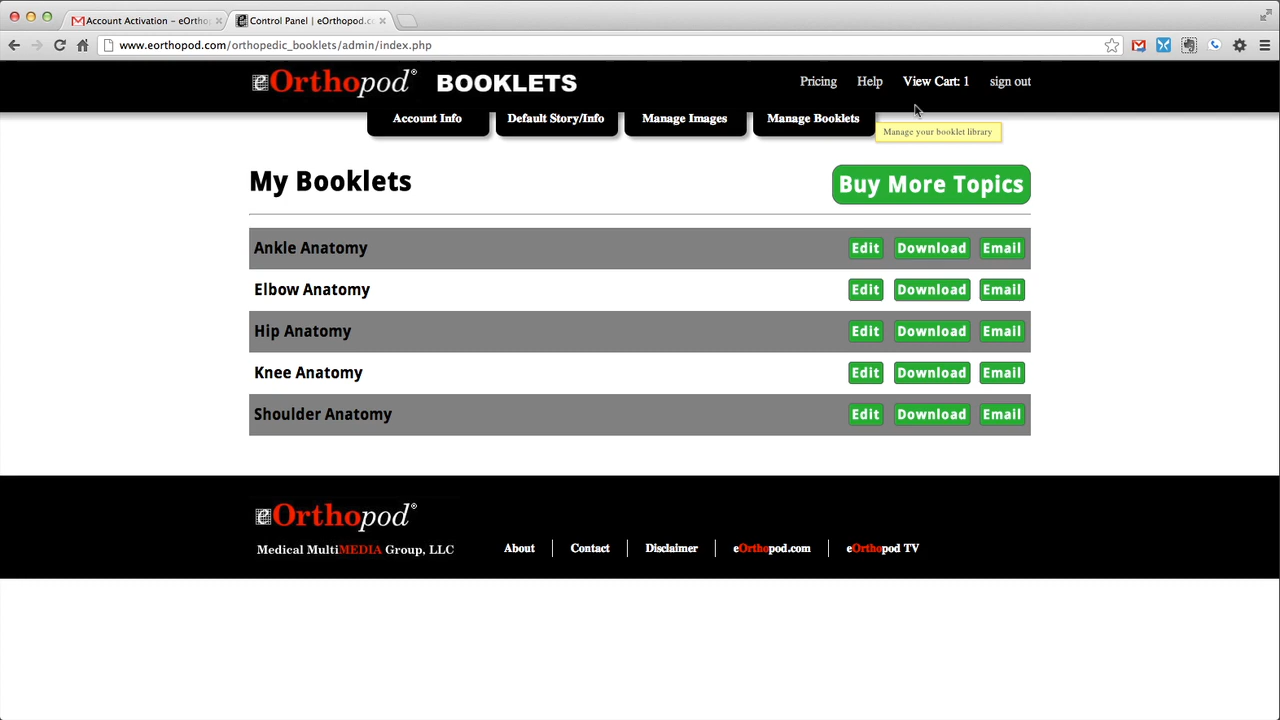 Account Activation – eOrtho
Control Panel | eOrthopod.c
www.eorthopod.com/orthopedic_booklets/admin/index.php
eOrthopod® BOOKLETS
Pricing Help View Cart: 1 sign out
Account Info Default Story/Info Manage Images Manage Booklets
Manage your booklet library
My Booklets
Buy More Topics
Ankle Anatomy Edit Download Email
Elbow Anatomy Edit Download Email
Hip Anatomy Edit Download Email
Knee Anatomy Edit Download Email
Shoulder Anatomy Edit Download Email
eOrthopod®
Medical MultiMEDIA Group, LLC
About Contact Disclaimer eOrthopod.com eOrthopod TV